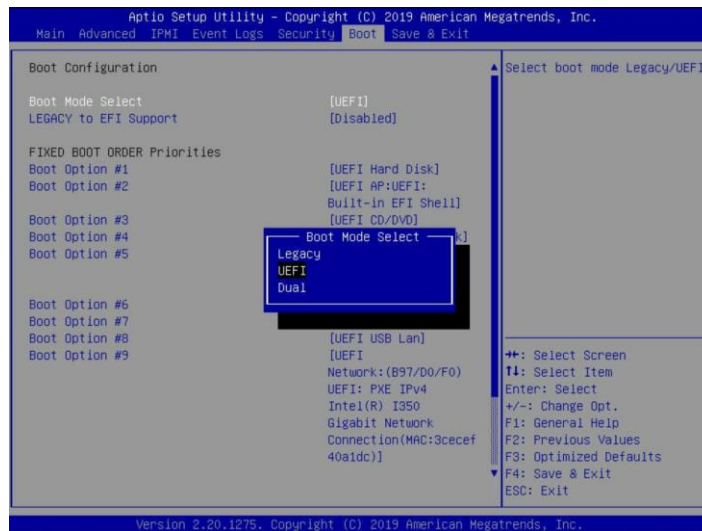 Aptio Setup Utility – Copyright (C) 2019 American Megatrends, Inc.
Main Advanced IPMI Event Logs Security Boot Save & Exit
Boot Configuration
Boot Mode Select [UEFI]
LEGACY to EFI Support [Disabled]
FIXED BOOT ORDER Priorities
Boot Option #1 [UEFI Hard Disk]
Boot Option #2 [UEFI AP:UEFI:
Built-in EFI Shell]
Boot Option #3 [UEFI CD/DVD]
Boot Option #4 k]
Boot Option #5
Boot Mode Select
Legacy
UEFI
Dual
Boot Option #6
Boot Option #7
Boot Option #8 [UEFI USB Lan]
Boot Option #9 [UEFI
Network:(B97/D0/F0)
UEFI: PXE IPv4
Intel(R) I350
Gigabit Network
Connection(MAC:3cecef
40a1dc)]
Select boot mode Legacy/UEFI
→←: Select Screen
↑↓: Select Item
Enter: Select
+/-: Change Opt.
F1: General Help
F2: Previous Values
F3: Optimized Defaults
F4: Save & Exit
ESC: Exit
Version 2.20.1275. Copyright (C) 2019 American Megatrends, Inc.